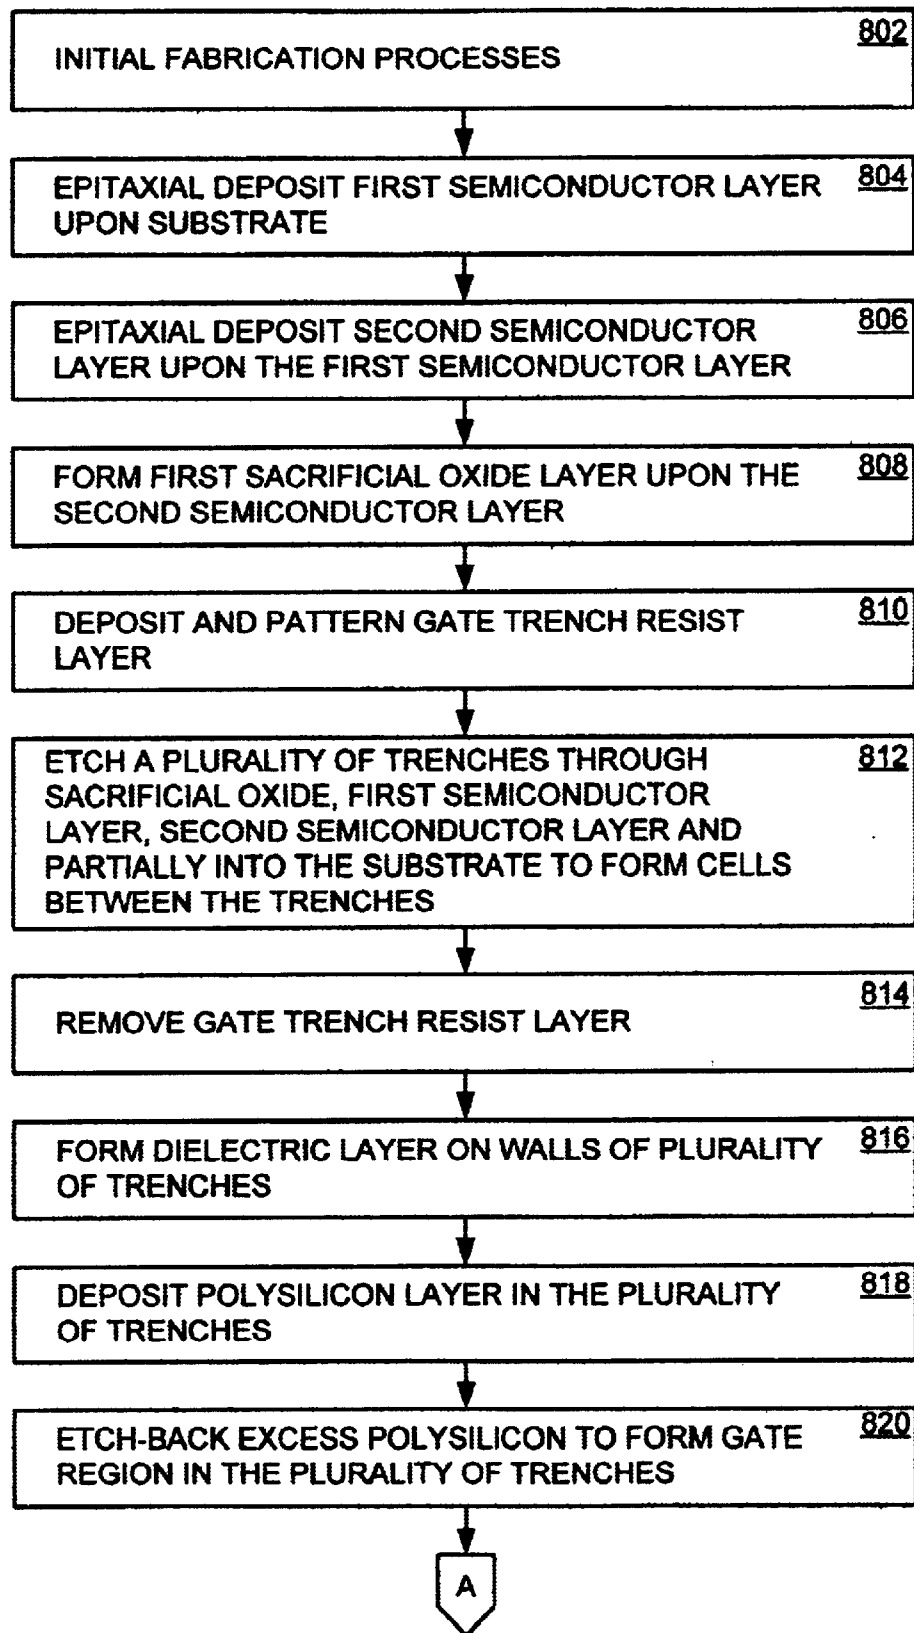 802
INITIAL FABRICATION PROCESSES
804
EPITAXIAL DEPOSIT FIRST SEMICONDUCTOR LAYER
UPON SUBSTRATE
806
EPITAXIAL DEPOSIT SECOND SEMICONDUCTOR
LAYER UPON THE FIRST SEMICONDUCTOR LAYER
808
FORM FIRST SACRIFICIAL OXIDE LAYER UPON THE
SECOND SEMICONDUCTOR LAYER
810
DEPOSIT AND PATTERN GATE TRENCH RESIST
LAYER
812
ETCH A PLURALITY OF TRENCHES THROUGH
SACRIFICIAL OXIDE, FIRST SEMICONDUCTOR
LAYER, SECOND SEMICONDUCTOR LAYER AND
PARTIALLY INTO THE SUBSTRATE TO FORM CELLS
BETWEEN THE TRENCHES
814
REMOVE GATE TRENCH RESIST LAYER
816
FORM DIELECTRIC LAYER ON WALLS OF PLURALITY
OF TRENCHES
818
DEPOSIT POLYSILICON LAYER IN THE PLURALITY
OF TRENCHES
820
ETCH-BACK EXCESS POLYSILICON TO FORM GATE
REGION IN THE PLURALITY OF TRENCHES
A